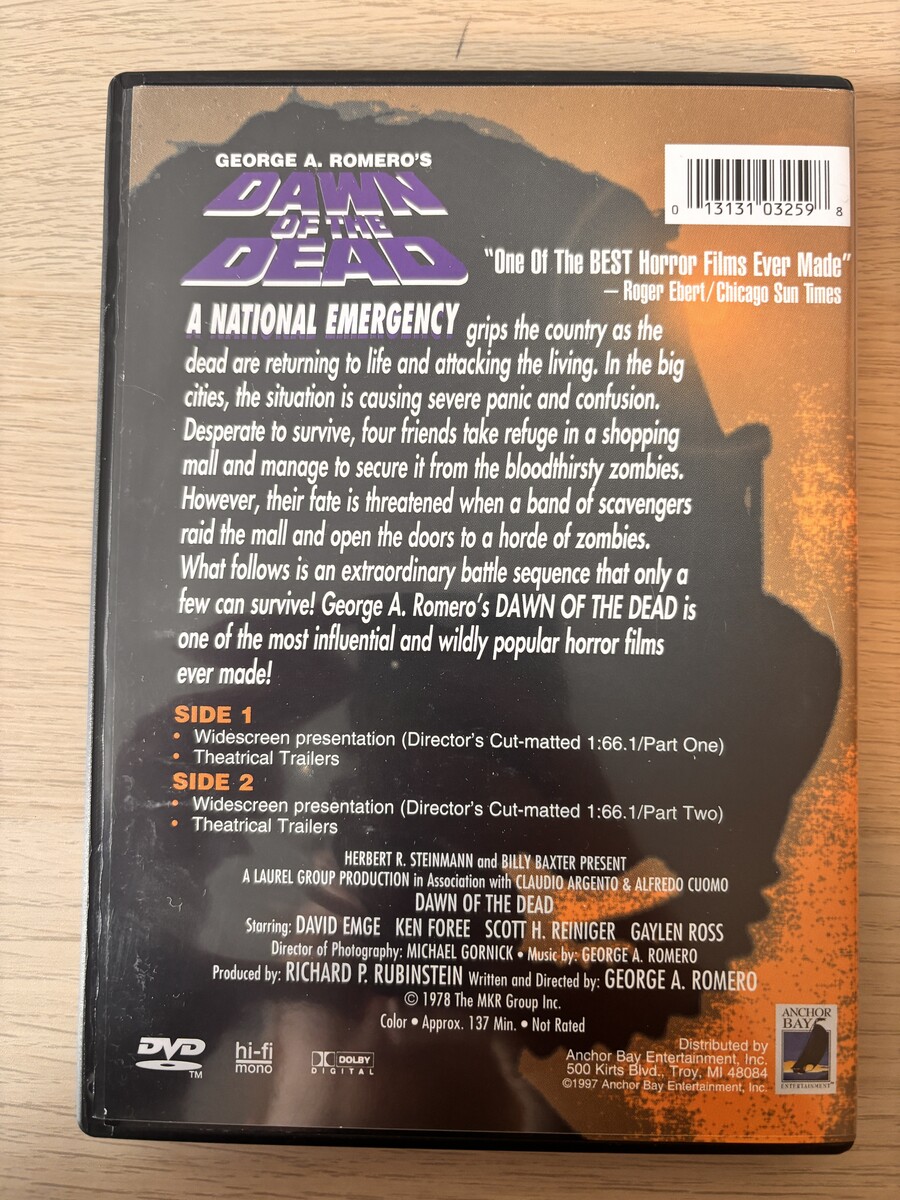 GEORGE A. ROMERO'S
DAWN
OF THE
DEAD
0 13131 03259 8
"One Of The BEST Horror Films Ever Made"
– Roger Ebert/Chicago Sun Times
A NATIONAL EMERGENCY grips the country as the
dead are returning to life and attacking the living. In the big
cities, the situation is causing severe panic and confusion.
Desperate to survive, four friends take refuge in a shopping
mall and manage to secure it from the bloodthirsty zombies.
However, their fate is threatened when a band of scavengers
raid the mall and open the doors to a horde of zombies.
What follows is an extraordinary battle sequence that only a
few can survive! George A. Romero's DAWN OF THE DEAD is
one of the most influential and wildly popular horror films
ever made!
SIDE 1
• Widescreen presentation (Director's Cut-matted 1:66.1/Part One)
• Theatrical Trailers
SIDE 2
• Widescreen presentation (Director's Cut-matted 1:66.1/Part Two)
• Theatrical Trailers
HERBERT R. STEINMANN and BILLY BAXTER PRESENT
A LAUREL GROUP PRODUCTION in Association with CLAUDIO ARGENTO & ALFREDO CUOMO
DAWN OF THE DEAD
Starring: DAVID EMGE KEN FOREE SCOTT H. REINIGER GAYLEN ROSS
Director of Photography: MICHAEL GORNICK • Music by: GEORGE A. ROMERO
Produced by: RICHARD P. RUBINSTEIN Written and Directed by: GEORGE A. ROMERO
© 1978 The MKR Group Inc.
Color • Approx. 137 Min. • Not Rated
DVD TM
hi-fi
mono
DOLBY
DIGITAL
Distributed by
Anchor Bay Entertainment, Inc.
500 Kirts Blvd., Troy, MI 48084
©1997 Anchor Bay Entertainment, Inc.
ANCHOR
BAY
ENTERTAINMENT